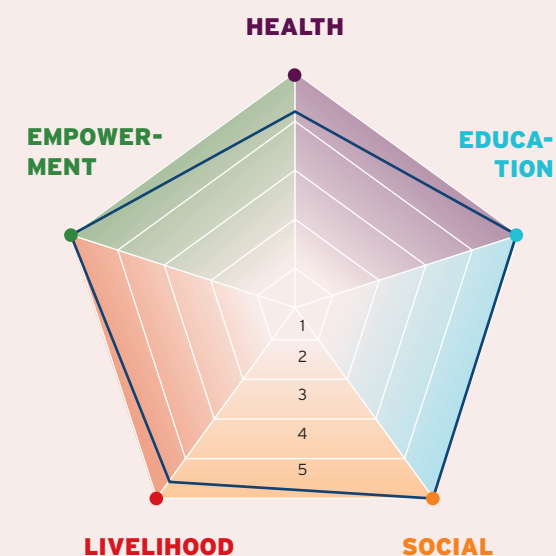 HEALTH
EMPOWER-
MENT
EDUCA-
TION
1
2
3
4
5
LIVELIHOOD
SOCIAL